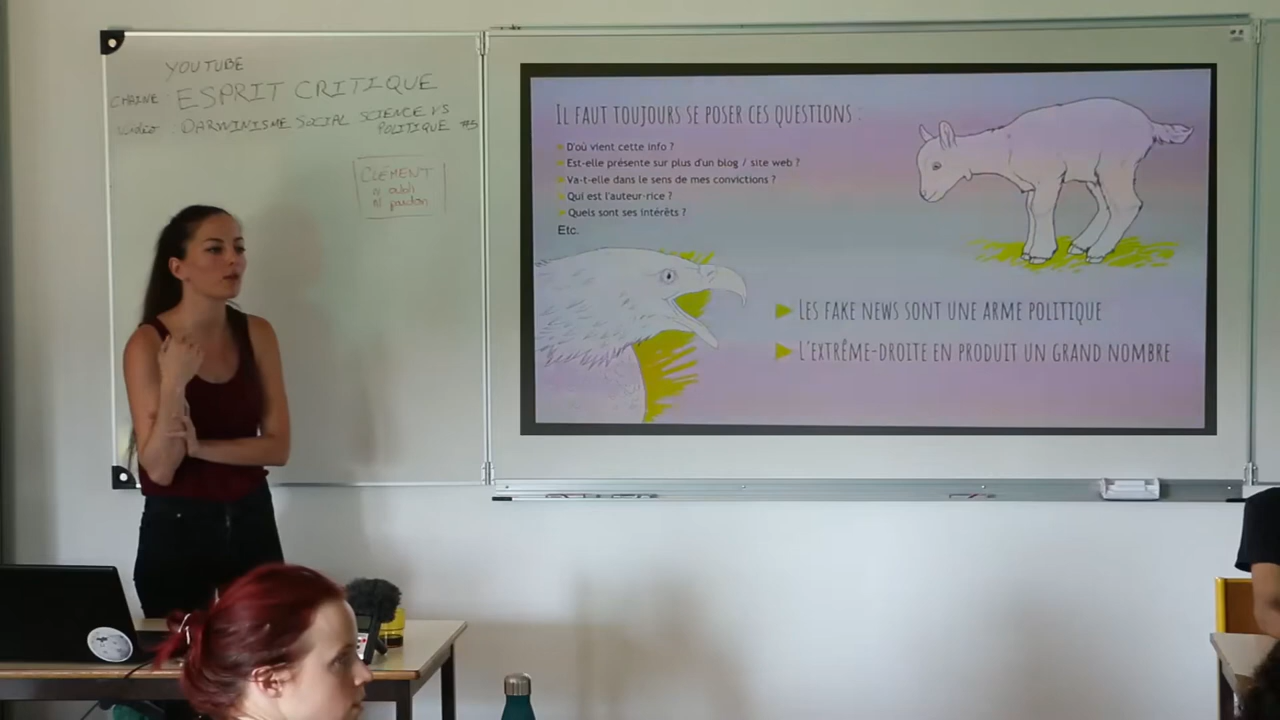 YOUTUBE
CHAINE : ESPRIT CRITIQUE
Vidéo : DARWINISME SOCIAL SCIENCE VS
POLITIQUE #5
CLÉMENT
pardon
IL FAUT TOUJOURS SE POSER CES QUESTIONS :
D'où vient cette info ?
Est-elle présente sur plus d'un blog / site web ?
Va-t-elle dans le sens de mes convictions ?
Qui est l'auteur·rice ?
Quels sont ses intérêts ?
Etc.
LES FAKE NEWS SONT UNE ARME POLITIQUE
L'EXTRÊME-DROITE EN PRODUIT UN GRAND NOMBRE